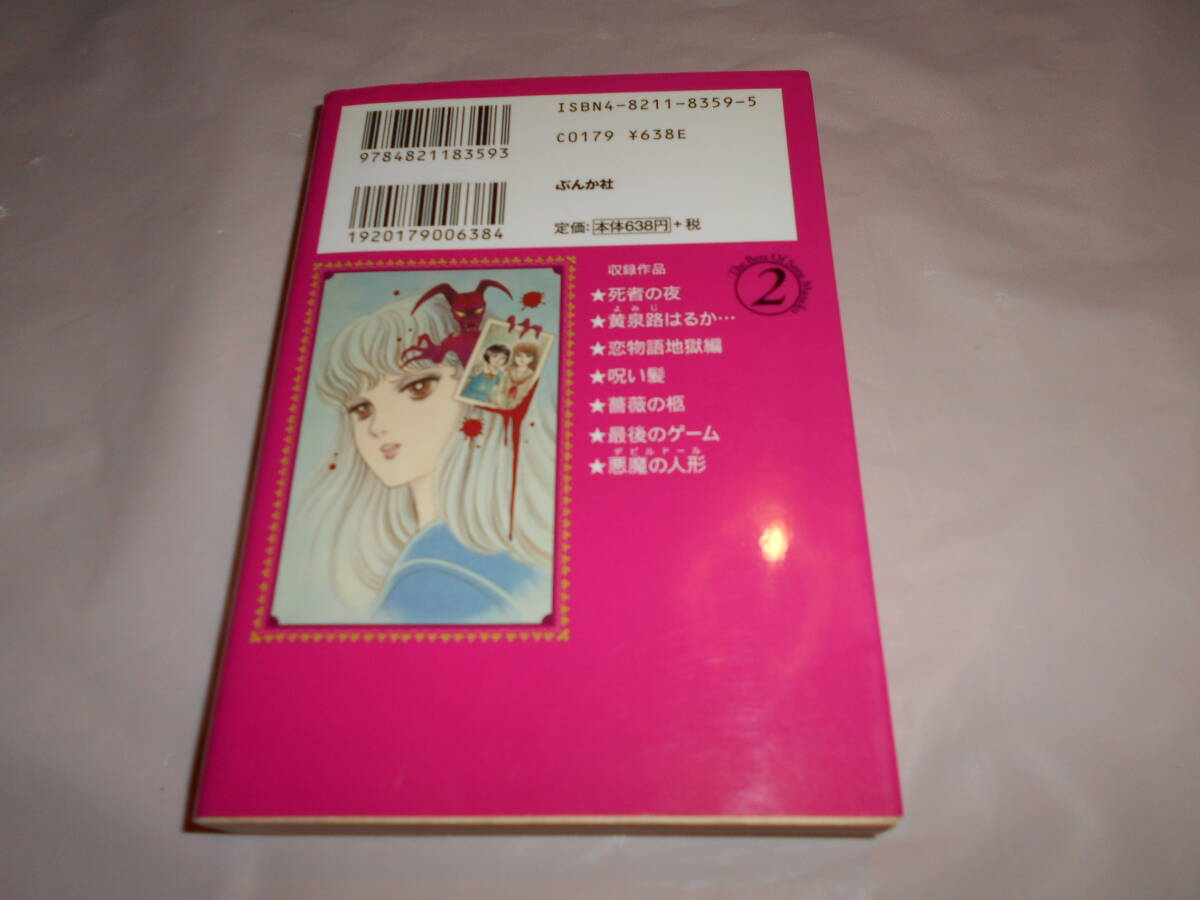 ISBN4-8211-8359-5
9784821183593
C0179 ¥638E
ぶんか社
1920179006384
定価:本体638円+税
収録作品
★死者の夜
よみじ
★黄泉路はるか…
★恋物語地獄編
★呪い髪
★薔薇の柩
★最後のゲーム
デビルドール
★悪魔の人形
The Best Of
2